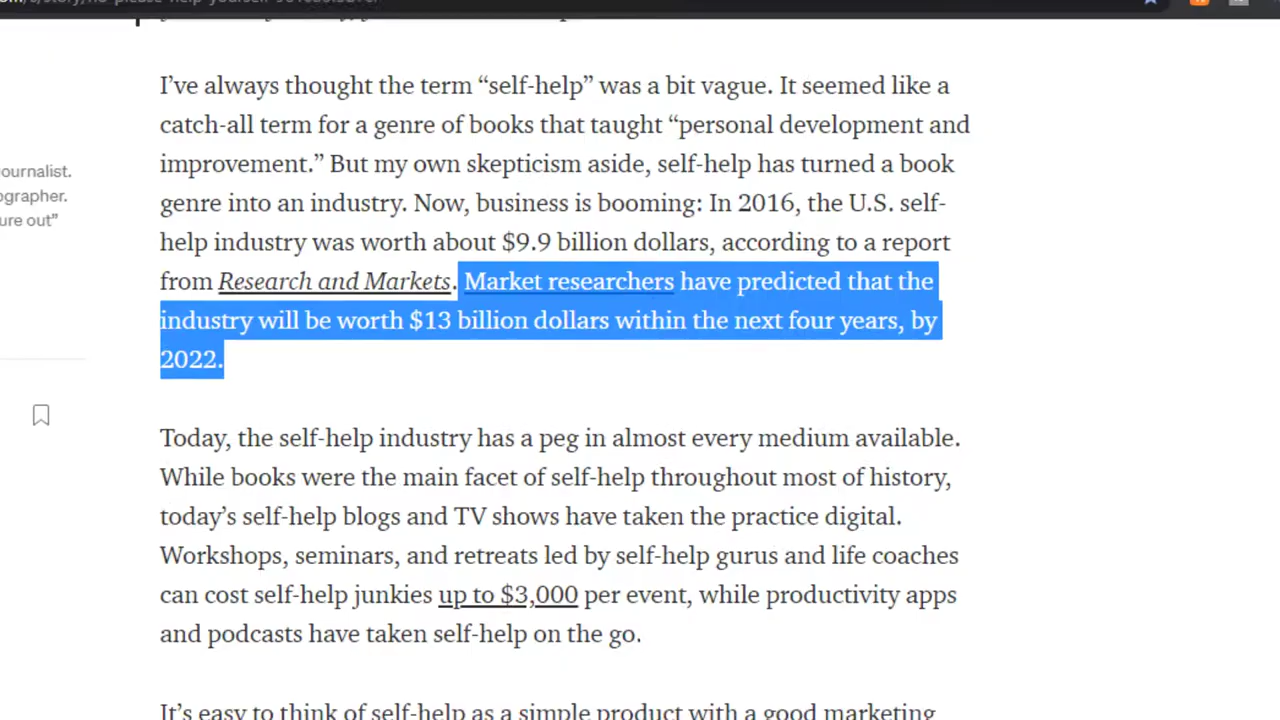 I've always thought the term “self-help” was a bit vague. It seemed like a
catch-all term for a genre of books that taught “personal development and
ournalist.
improvement.” But my own skepticism aside, self-help has turned a book
ographer.
genre into an industry. Now, business is booming: In 2016, the U.S. self-
ure out”
help industry was worth about $9.9 billion dollars, according to a report
from Research and Markets. Market researchers have predicted that the
industry will be worth $13 billion dollars within the next four years, by
2022.
Today, the self-help industry has a peg in almost every medium available.
While books were the main facet of self-help throughout most of history,
today's self-help blogs and TV shows have taken the practice digital.
Workshops, seminars, and retreats led by self-help gurus and life coaches
can cost self-help junkies up to $3,000 per event, while productivity apps
and podcasts have taken self-help on the go.
It's easy to think of self-help as a simple product with a good marketing